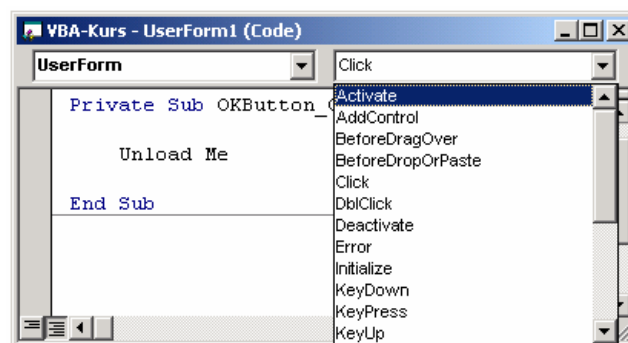 VBA-Kurs - UserForm1 (Code)
UserForm Click
Private Sub OKButton_
Unload Me
End Sub
Activate
AddControl
BeforeDragOver
BeforeDropOrPaste
Click
DblClick
Deactivate
Error
Initialize
KeyDown
KeyPress
KeyUp